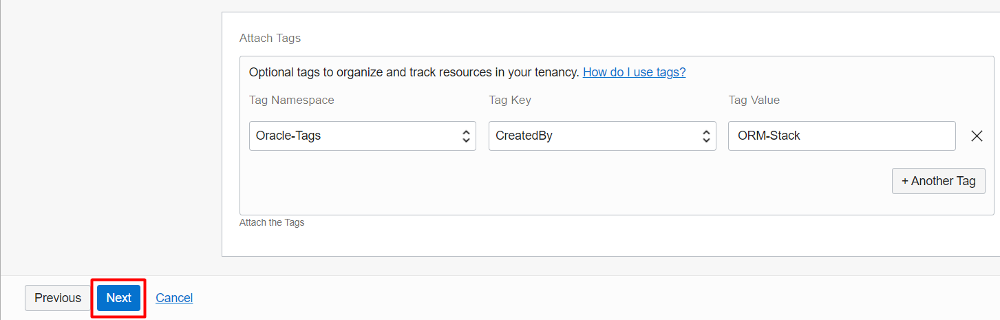 Attach Tags
Optional tags to organize and track resources in your tenancy. How do I use tags?
Tag Namespace Tag Key Tag Value
Oracle-Tags CreatedBy ORM-Stack
+ Another Tag
Attach the Tags
Previous Next Cancel